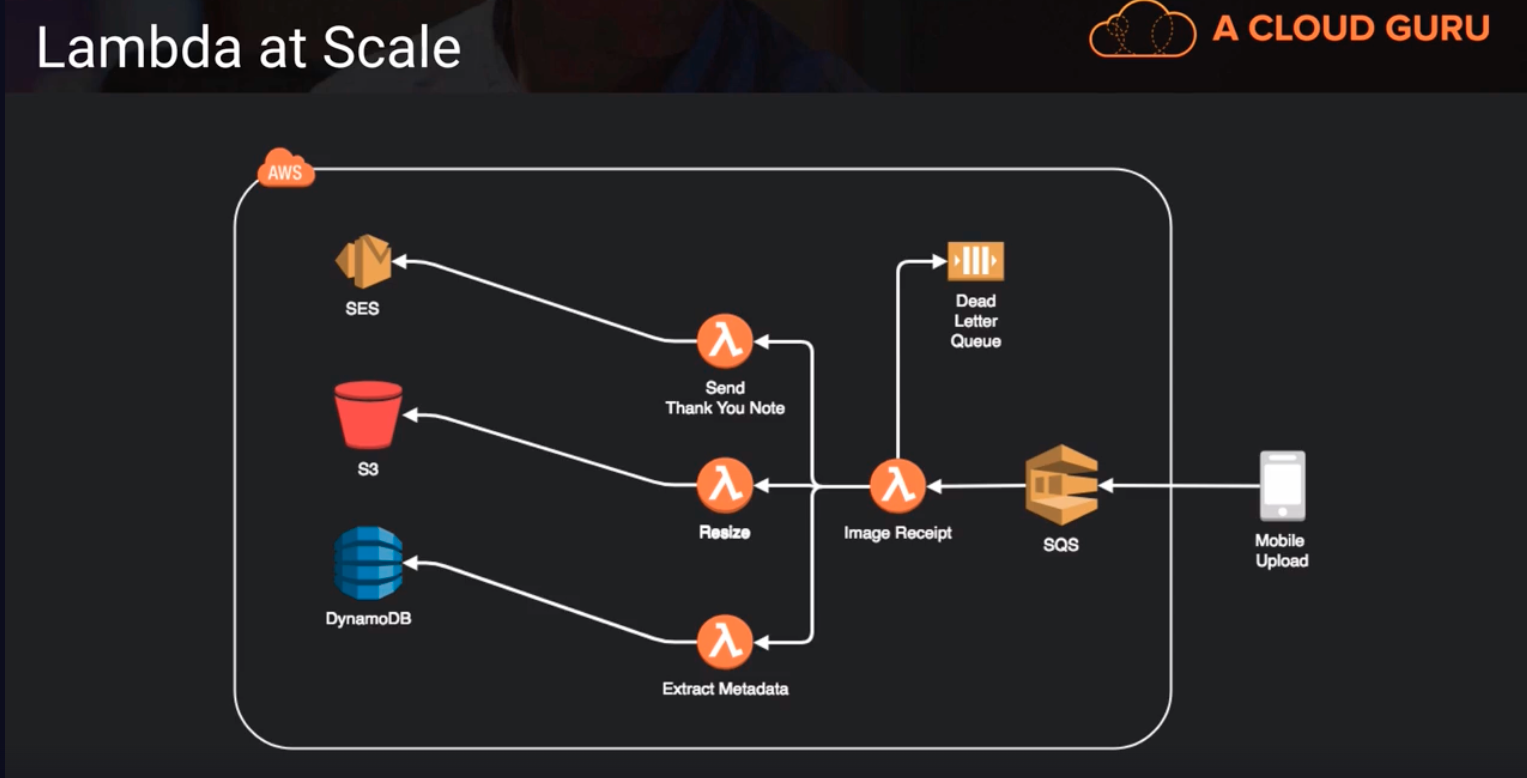 Lambda at Scale
A CLOUD GURU
AWS
SES
Dead
Letter
Queue
Send
Thank You Note
S3
Resize
Image Receipt
SQS
Mobile
Upload
DynamoDB
Extract Metadata